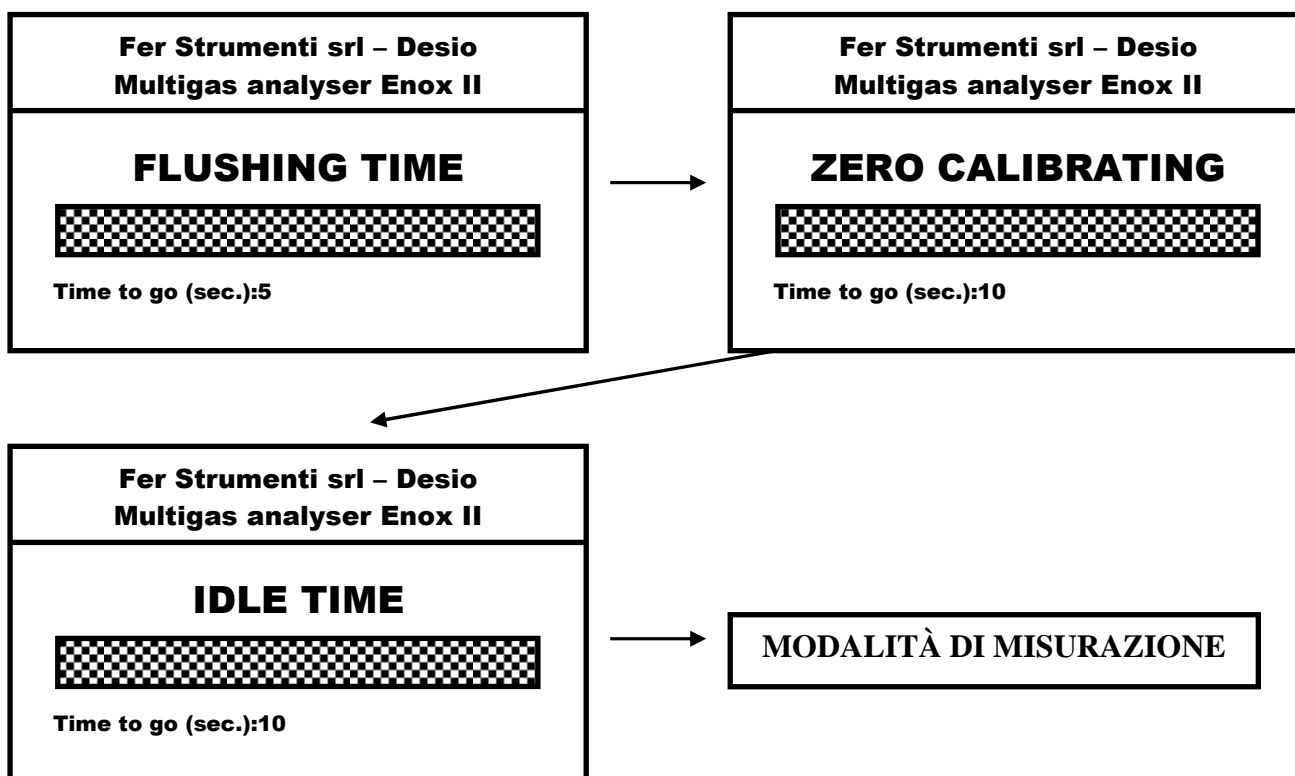 Fer Strumenti srl – Desio
Multigas analyser Enox II
FLUSHING TIME
Time to go (sec.):5
Fer Strumenti srl – Desio
Multigas analyser Enox II
ZERO CALIBRATING
Time to go (sec.):10
Fer Strumenti srl – Desio
Multigas analyser Enox II
IDLE TIME
Time to go (sec.):10
MODALITÀ DI MISURAZIONE